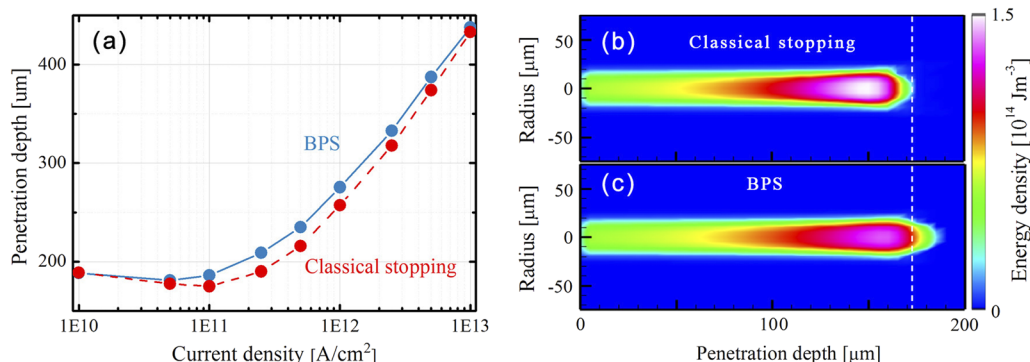 (a)
Penetration depth [um]
400
300
200
BPS
Classical stopping
1E10 1E11 1E12 1E13
Current density [A/cm²]
(b)
Classical stopping
Radius [μm]
50
0
-50
(c)
BPS
Radius [μm]
50
0
-50
0 100 200
Penetration depth [μm]
1.5
1
0.5
0
Energy density [10¹⁴ Jm⁻³]